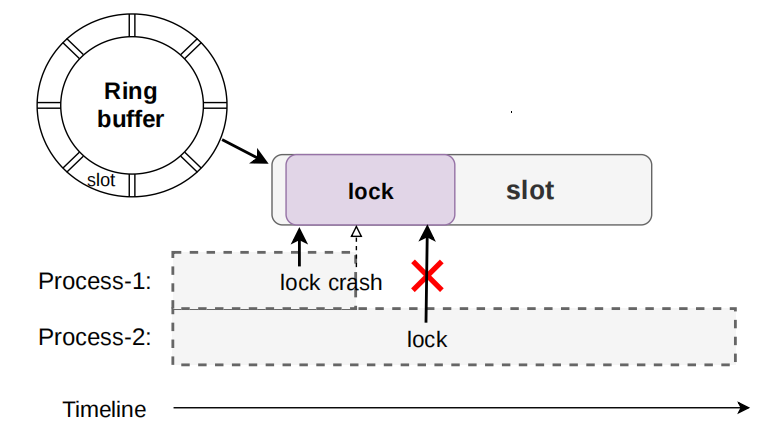 Ring
buffer
slot
lock
slot
Process-1:
lock crash
Process-2:
lock
Timeline